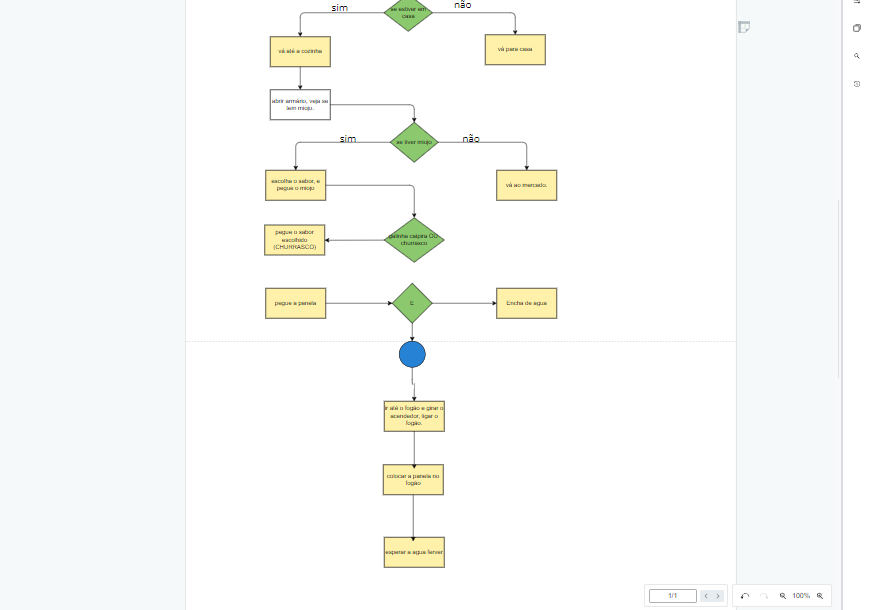 sim
não
se estiver em
casa
vá até a cozinha
vá para casa
abrir armário, veja se
tem miojo.
sim
não
se tiver miojo
escolha o sabor, e
pegue o miojo
vá ao mercado.
pegue o sabor
escolhido
(CHURRASCO)
galinha caipira OU
churrasco
pegue a panela
E
Encha de agua
ir até o fogão e girar o
acendedor, ligar o
fogão.
colocar a panela no
fogão
esperar a agua ferver
1/1
100%